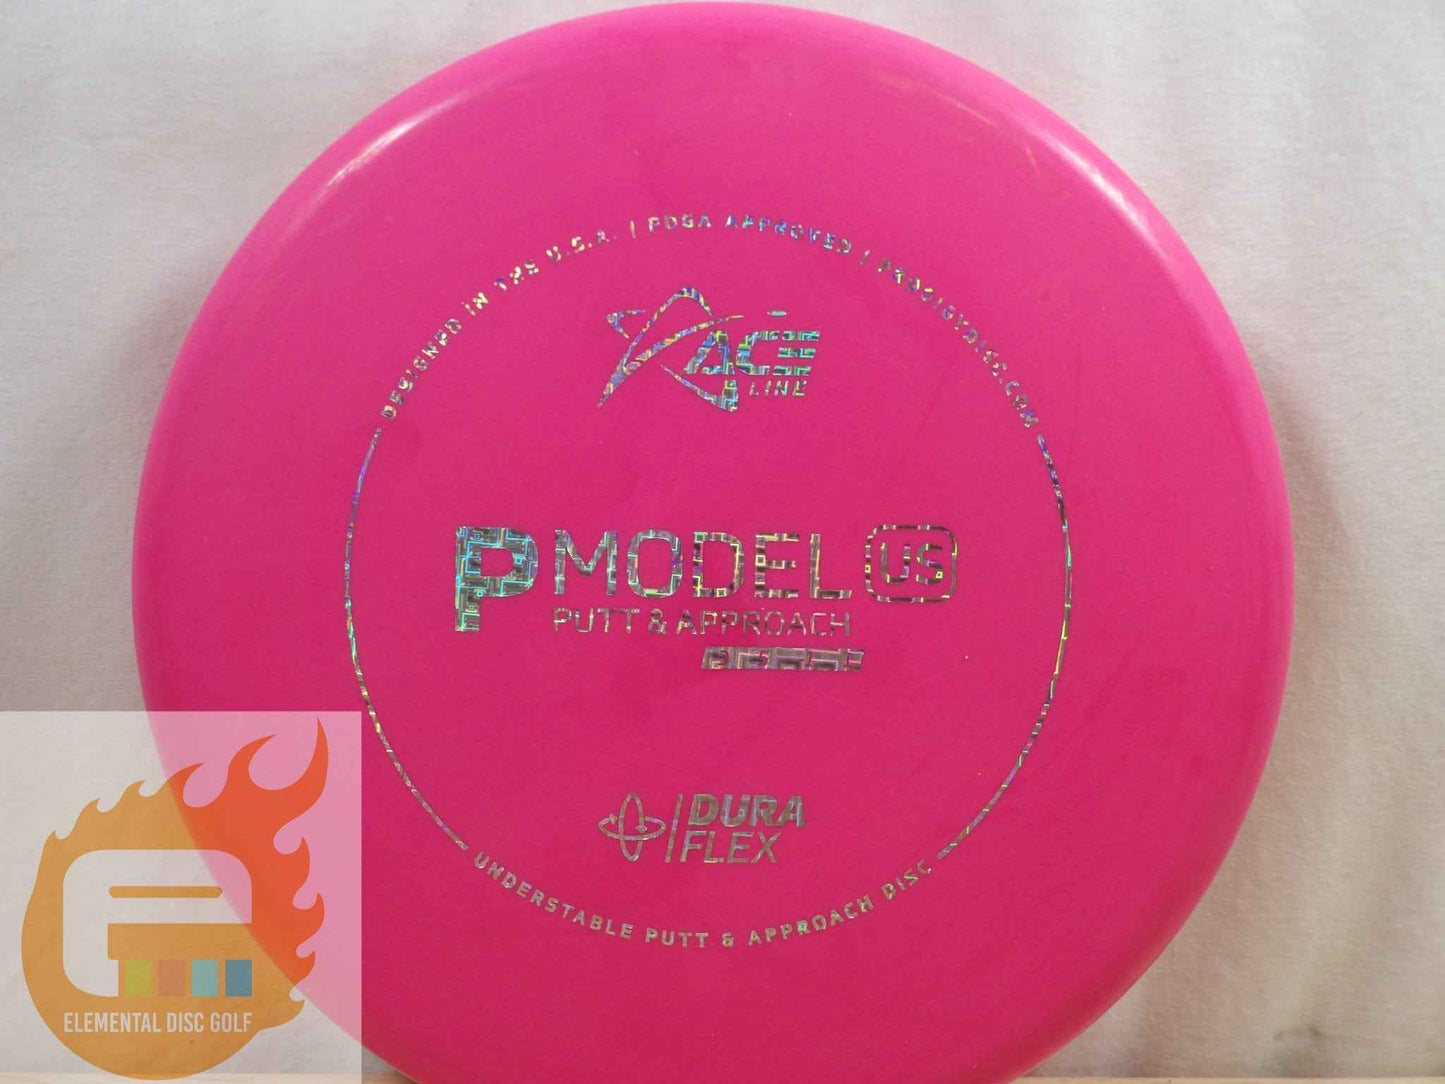 DESIGNED IN THE U.S.A. | PDGA APPROVED | PRODIGYDISC.COM
ACE
LINE
P MODEL US
PUTT & APPROACH
DURA
FLEX
UNDERSTABLE PUTT & APPROACH DISC
ELEMENTAL DISC GOLF